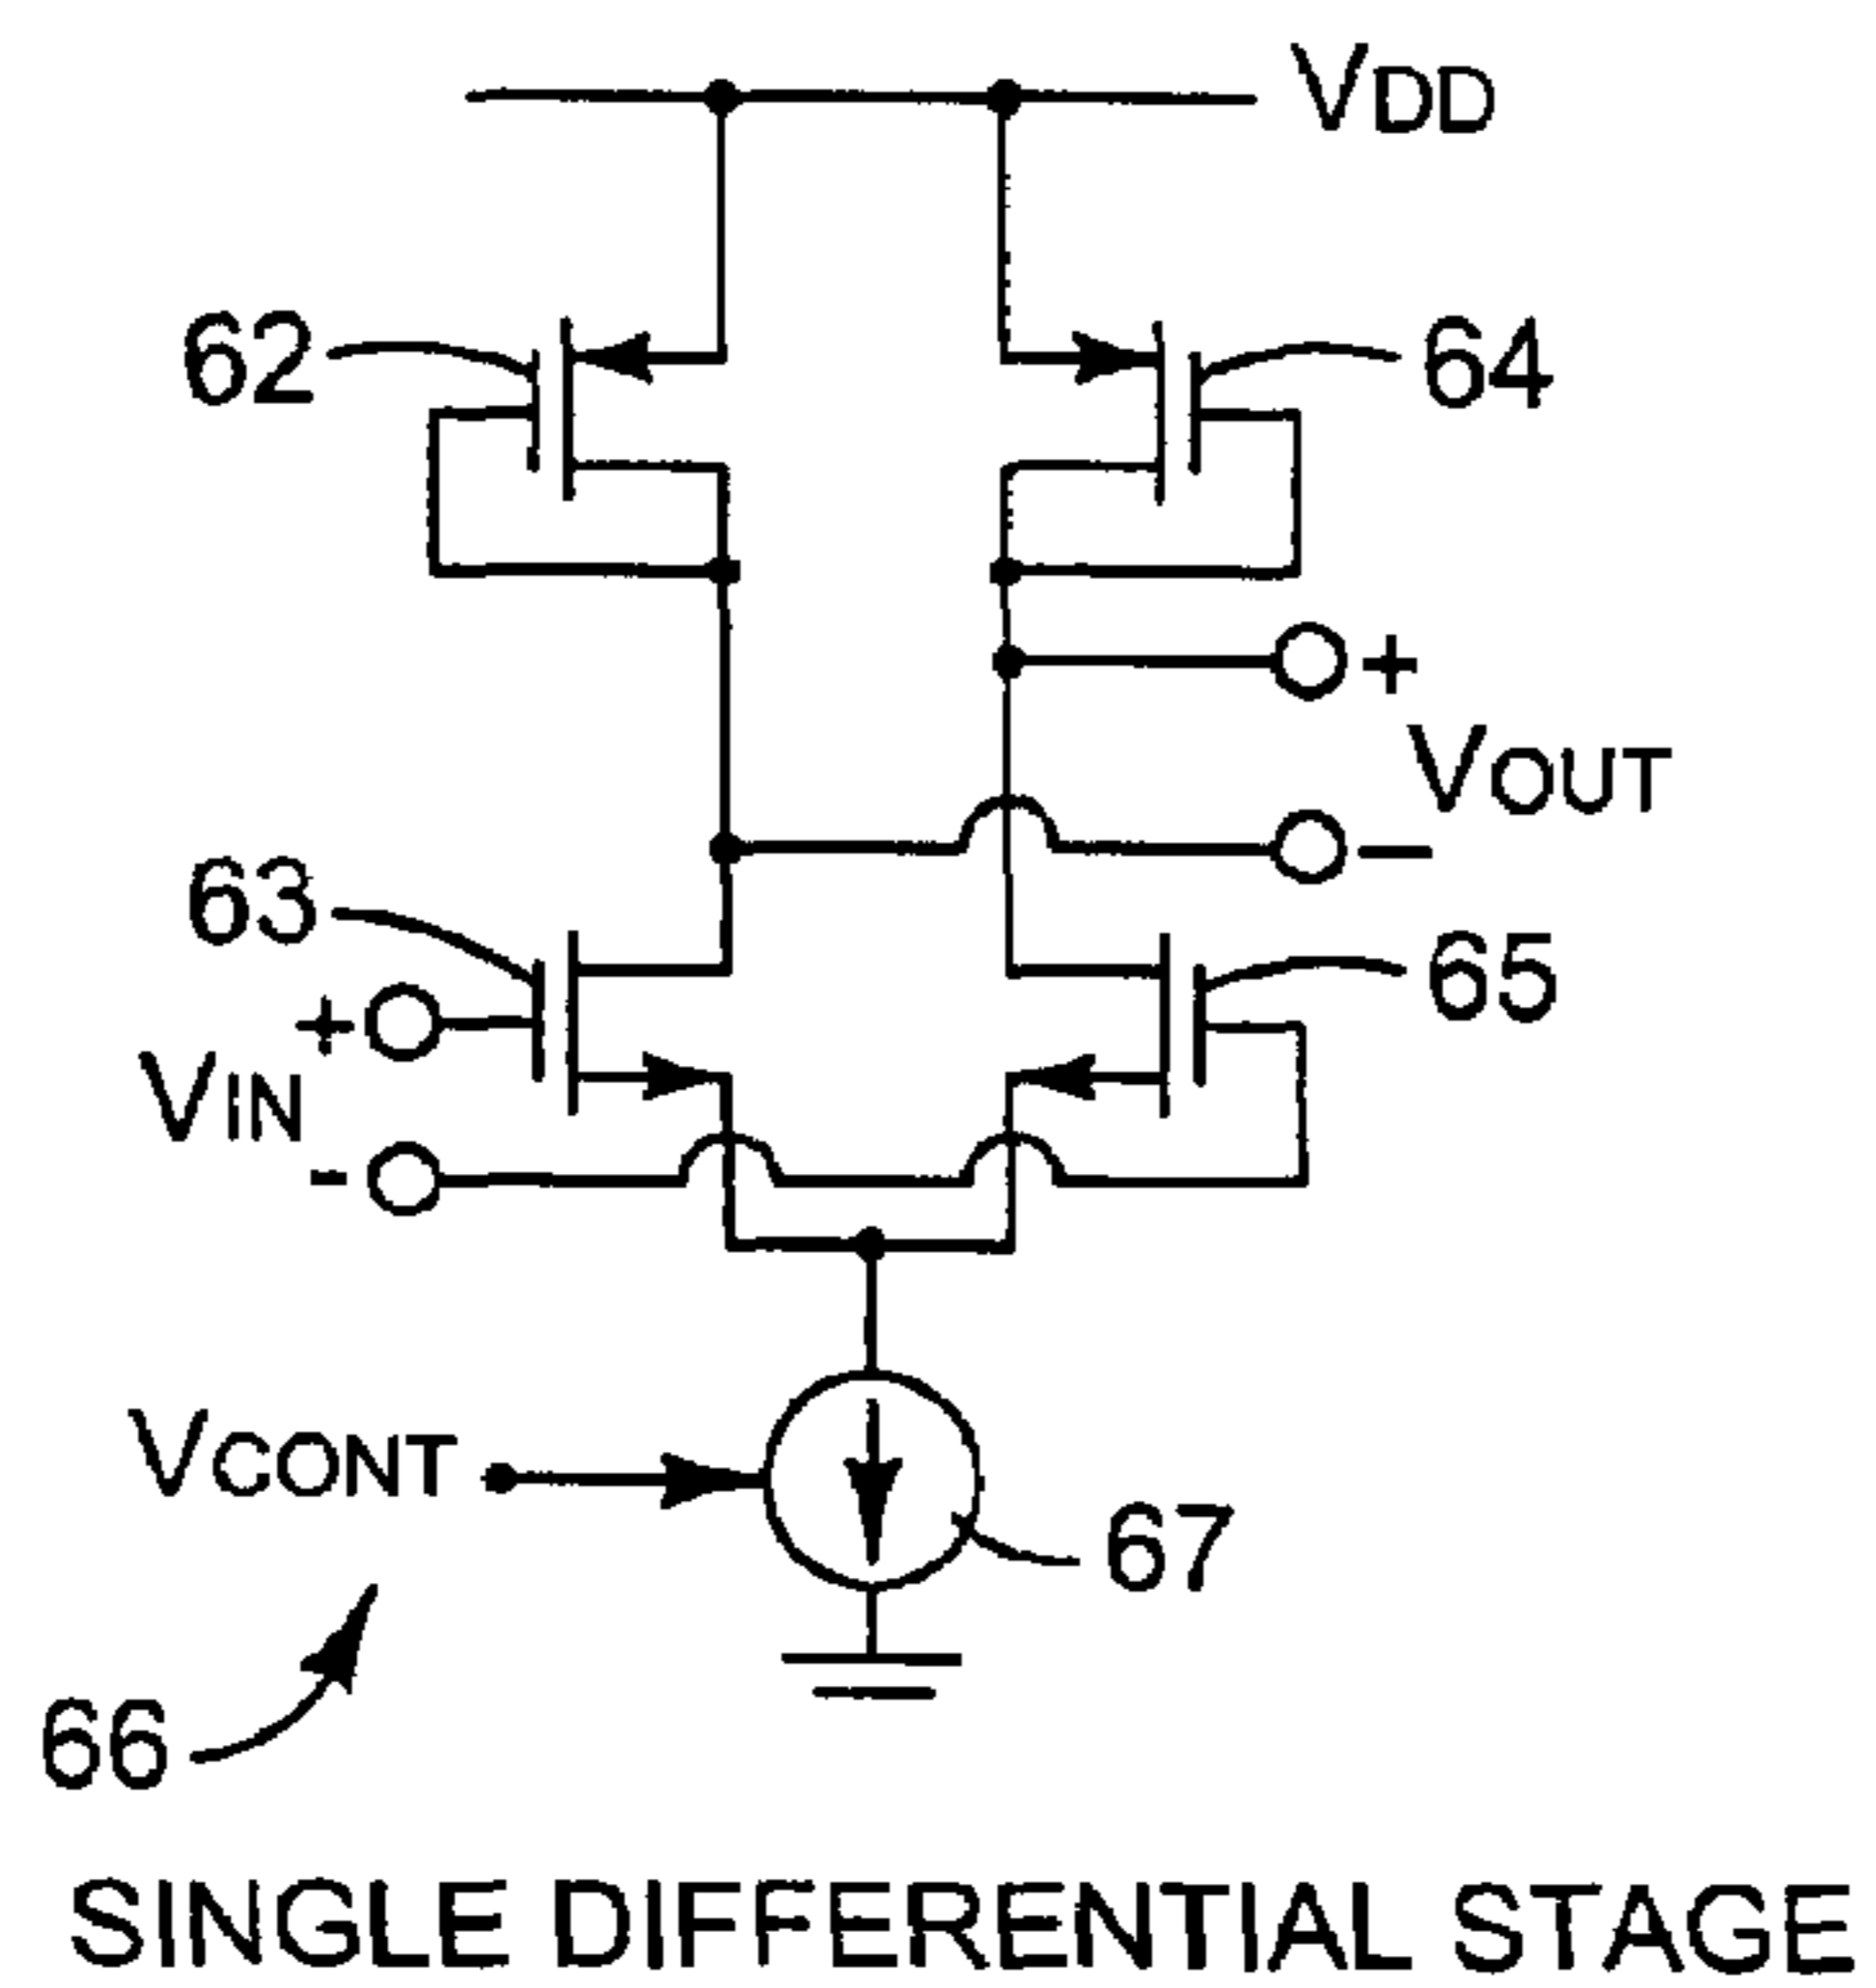 VDD
62
64
+
VOUT
−
63
65
+
VIN
-
VCONT
67
66
SINGLE DIFFERENTIAL STAGE